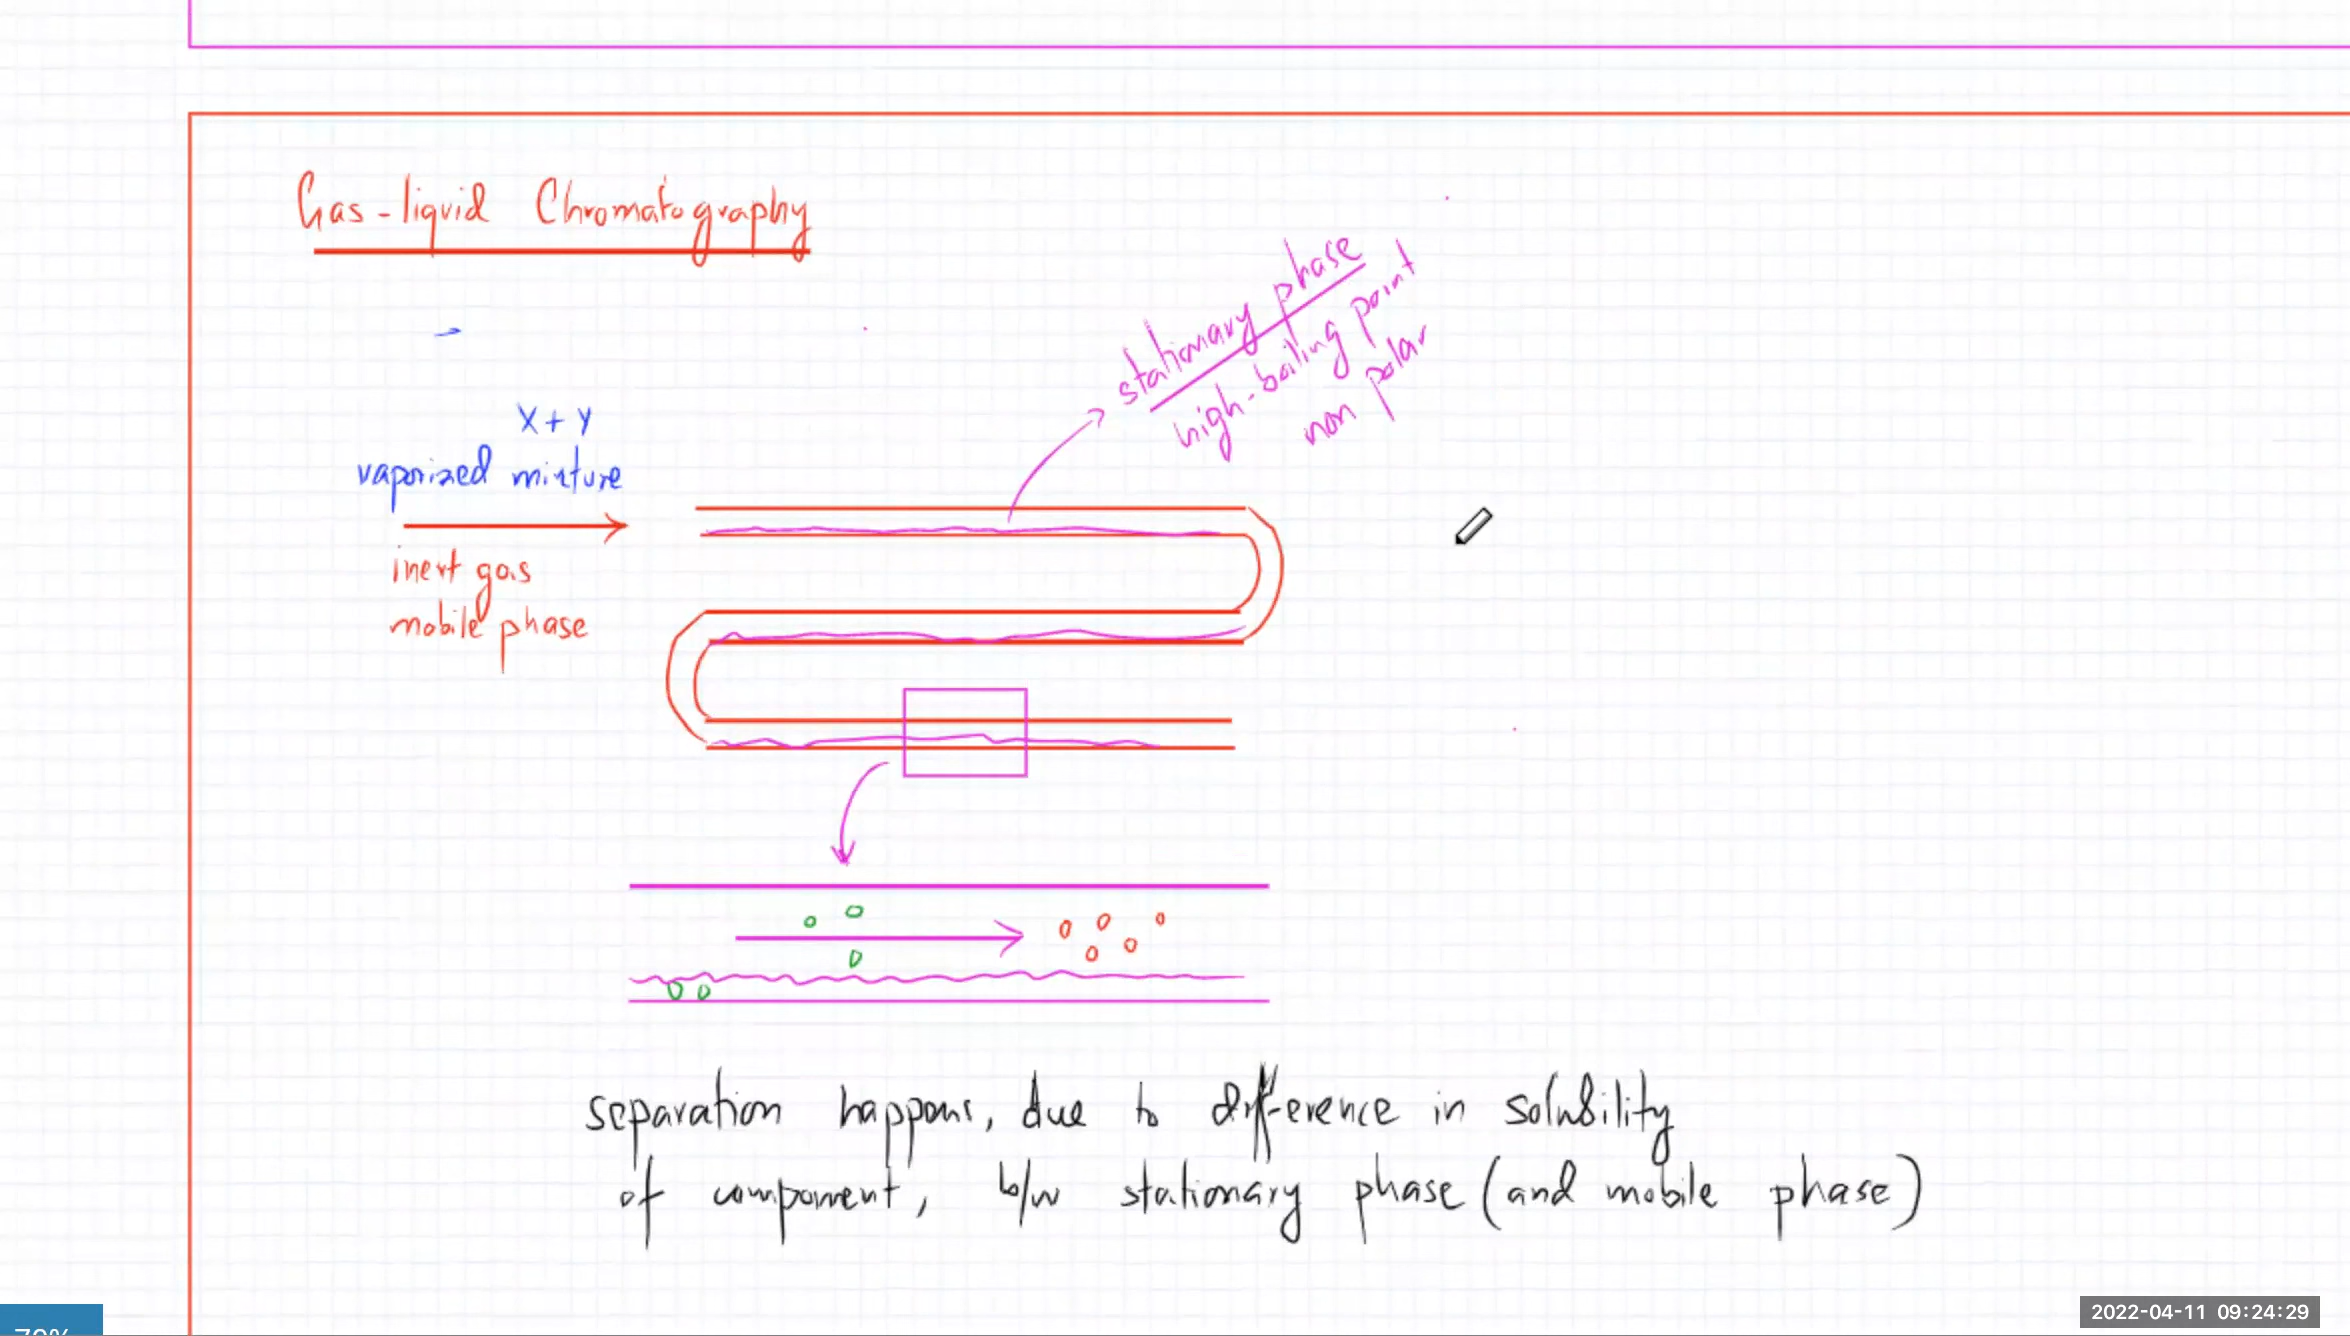 Gas-liquid Chromatography
stationary phase
high-boiling point
non polar
X + Y
vaporized mixture
inert gas
mobile phase
separation happens, due to difference in solubility
of component, b/w stationary phase (and mobile phase)
2022-04-11 09:24:29